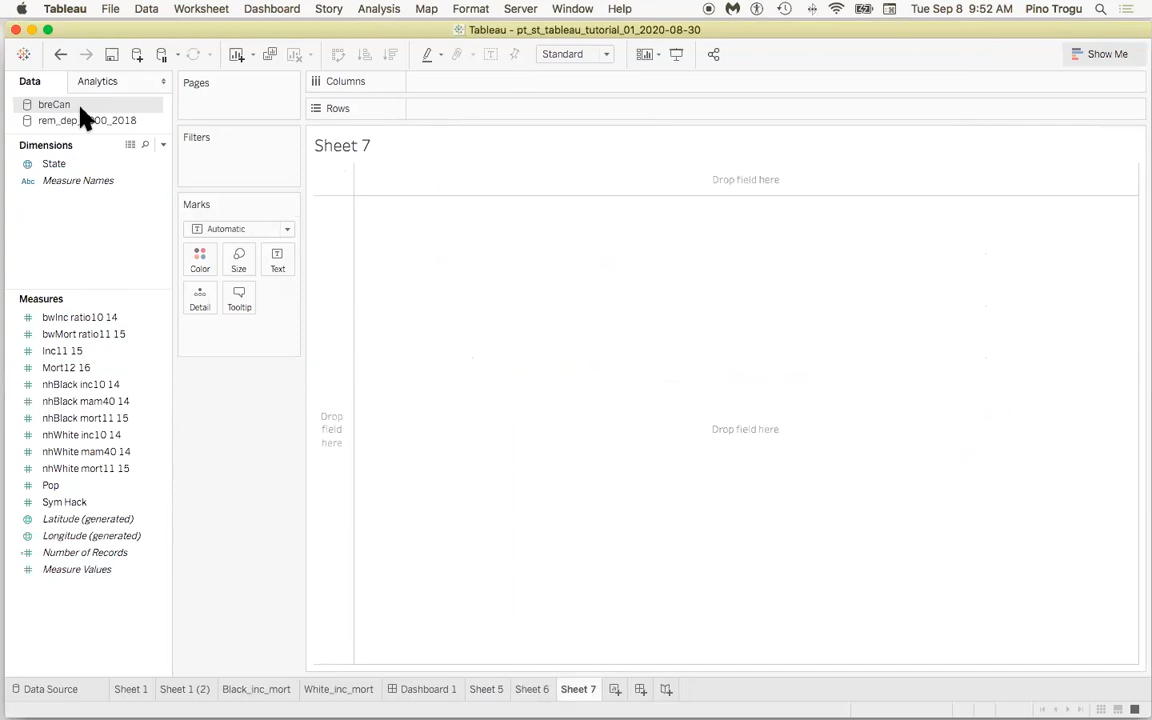 Tableau File Data Worksheet Dashboard Story Analysis Map Format Server Window Help Tue Sep 8 9:52 AM Pino Trogu
Tableau - pt_st_tableau_tutorial_01_2020-08-30
Standard Show Me
Data Analytics Pages Columns
breCan
rem_dep 00_2018 Rows
Filters
Dimensions Sheet 7
State
Abc Measure Names Drop field here
Marks
Automatic
Color Size Text
Detail Tooltip
Measures
bwInc ratio10 14
bwMort ratio11 15
Inc11 15
Mort12 16
nhBlack inc10 14
nhBlack mam40 14
nhBlack mort11 15
nhWhite inc10 14
nhWhite mam40 14
nhWhite mort11 15
Pop
Sym Hack
Latitude (generated)
Longitude (generated)
Number of Records
Measure Values
Drop
field
here
Drop field here
Data Source Sheet 1 Sheet 1 (2) Black_inc_mort White_inc_mort Dashboard 1 Sheet 5 Sheet 6 Sheet 7